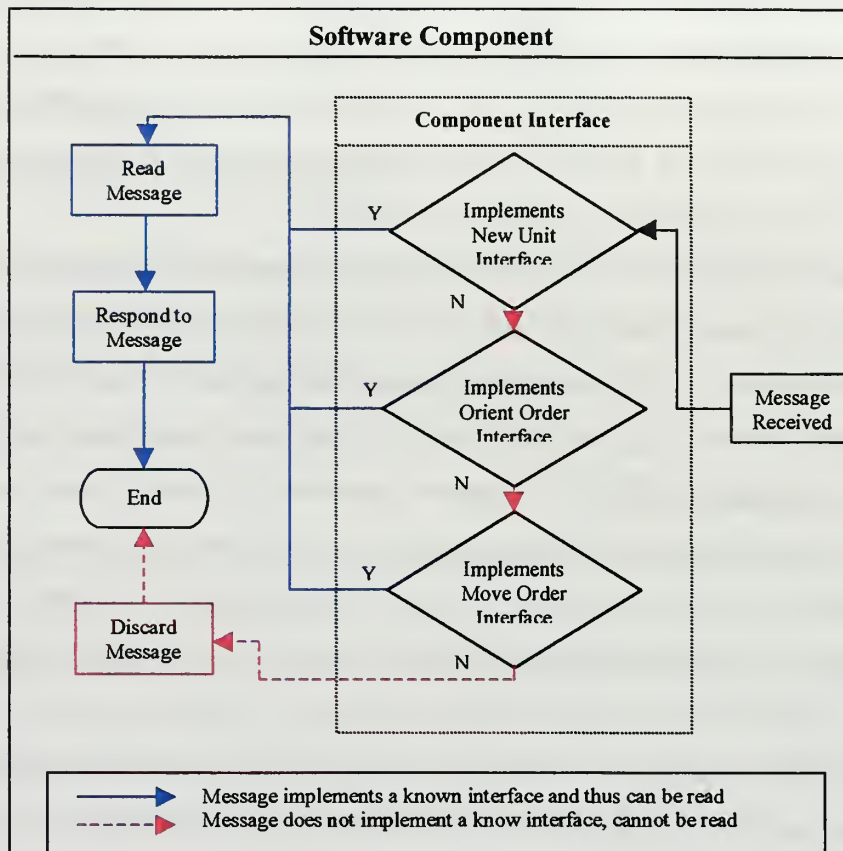 Software Component
Component Interface
Read
Message
Respond to
Message
End
Discard
Message
Y
Implements
New Unit
Interface
N
Y
Implements
Orient Order
Interface
N
Y
Implements
Move Order
Interface
N
Message
Received
Message implements a known interface and thus can be read
Message does not implement a know interface, cannot be read